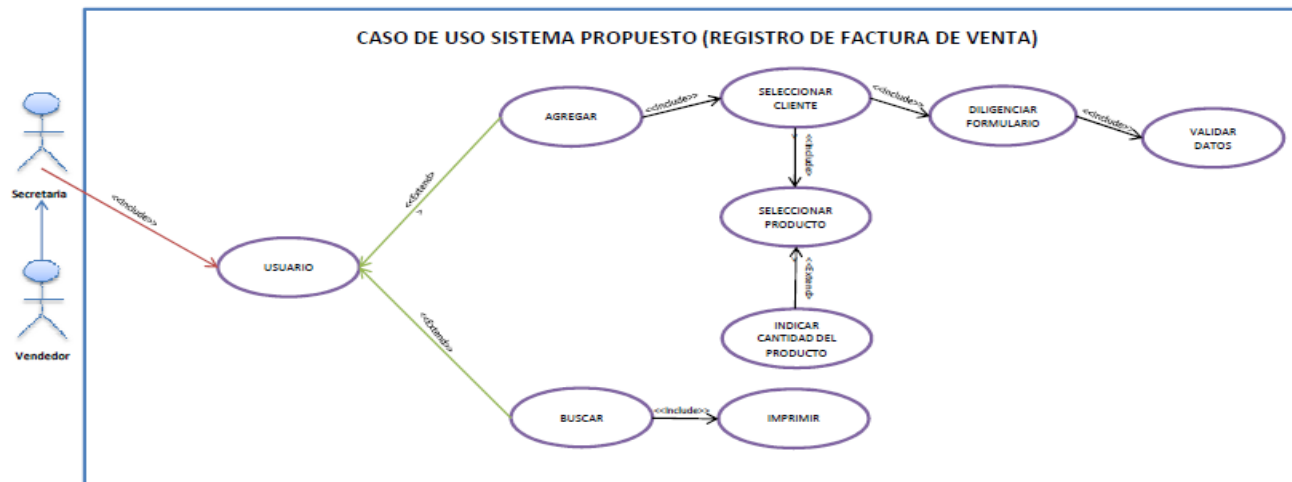 CASO DE USO SISTEMA PROPUESTO (REGISTRO DE FACTURA DE VENTA)
Secretaria
Vendedor
<<Include>>
USUARIO
<<Extend>
>
<<Extend>>
AGREGAR
<<Include>>
SELECCIONAR
CLIENTE
<<Include>>
DILIGENCIAR
FORMULARIO
<<Include>>
VALIDAR
DATOS
<<Include>
>
SELECCIONAR
PRODUCTO
<<Extend>
>
INDICAR
CANTIDAD DEL
PRODUCTO
BUSCAR
<<Include>>
IMPRIMIR